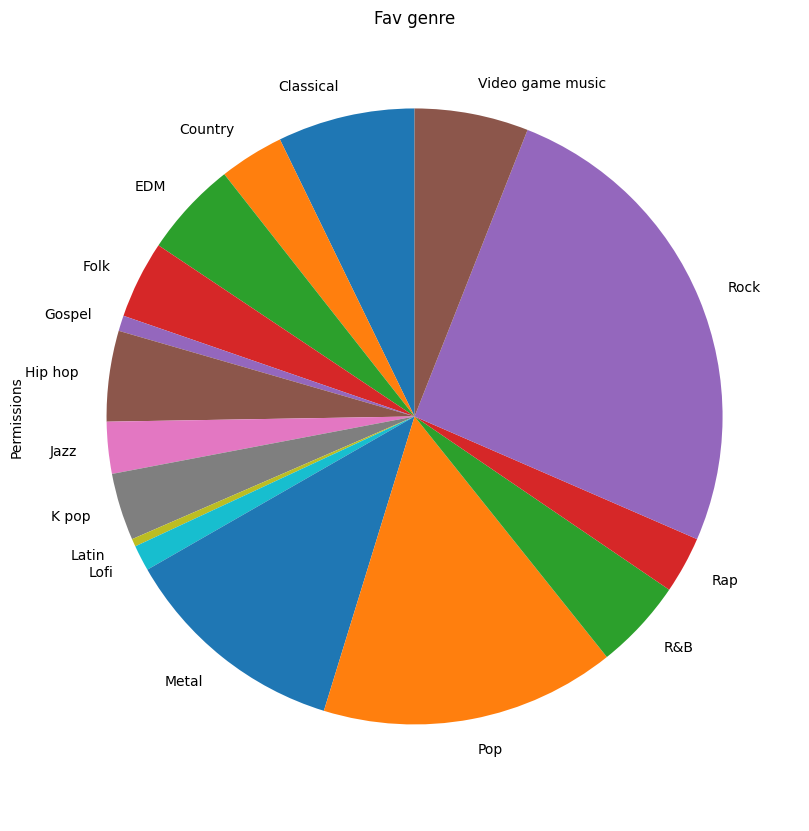 Fav genre
Video game music
Classical
Country
EDM
Folk
Gospel
Hip hop
Permissions
Jazz
K pop
Latin
Lofi
Metal
Pop
R&B
Rap
Rock